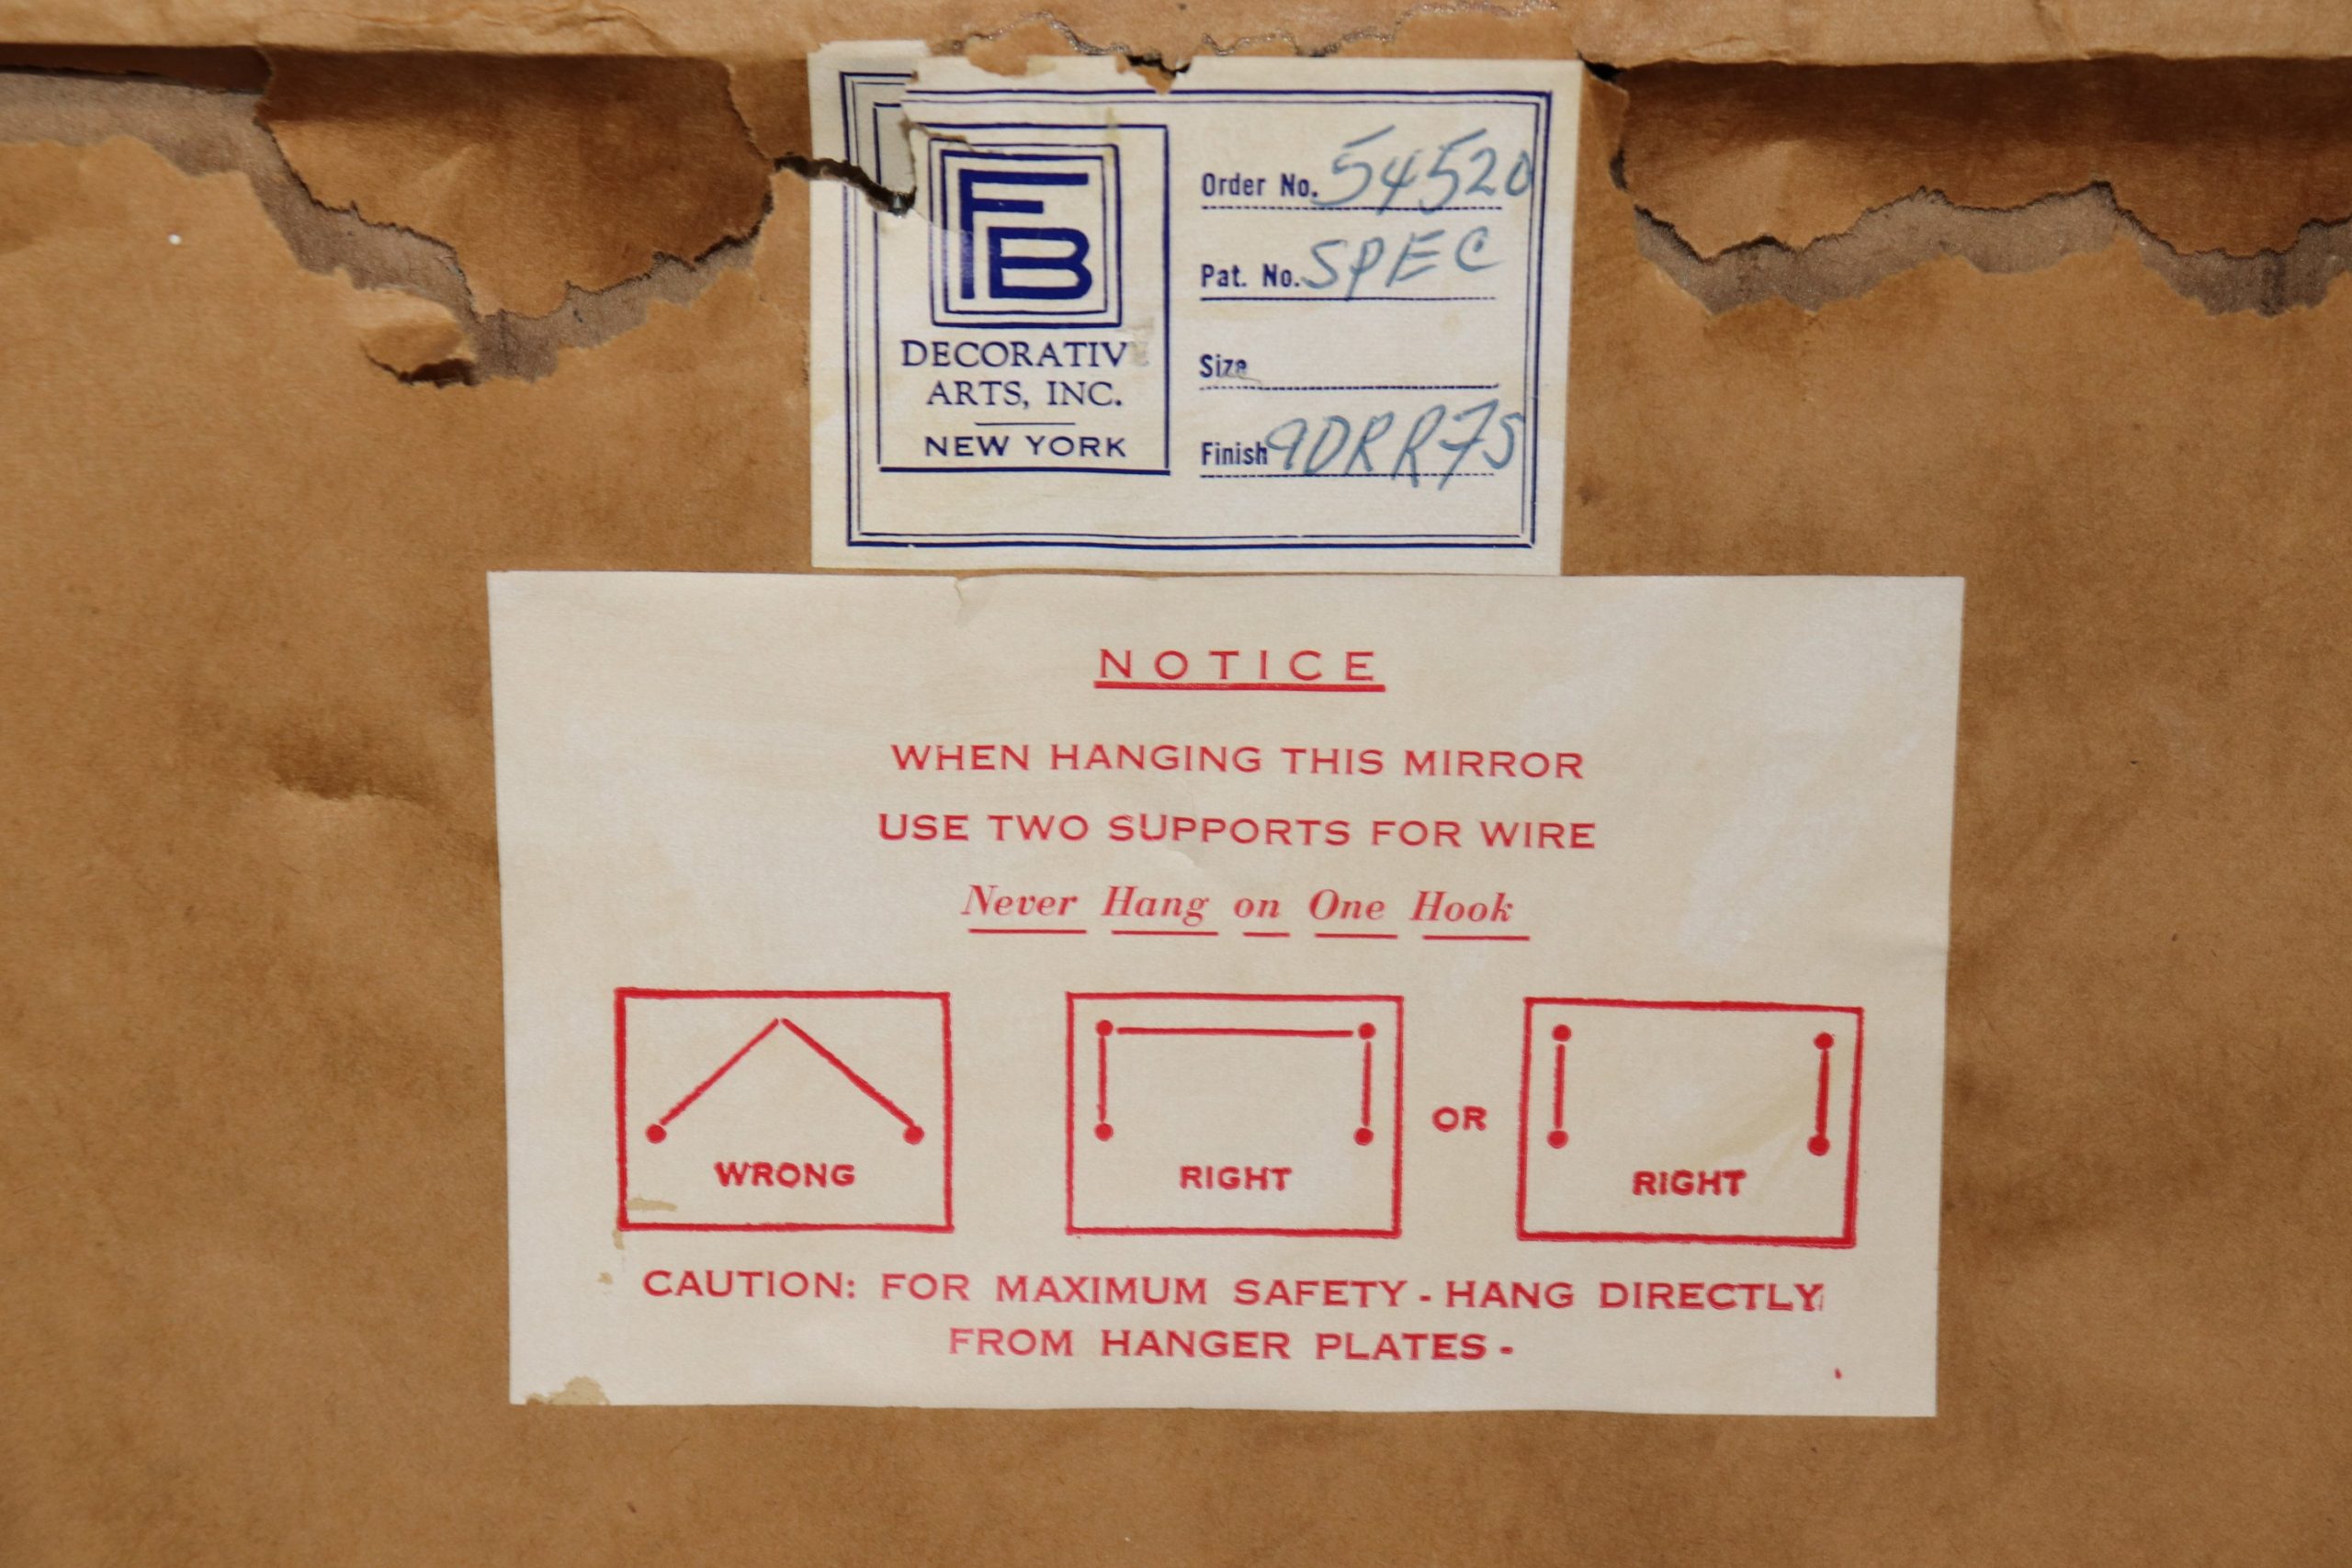 FB
DECORATIV
ARTS, INC.
NEW YORK
Order No. 54520
Pat. No. SPEC
Size
Finish 9DRR75
NOTICE
WHEN HANGING THIS MIRROR
USE TWO SUPPORTS FOR WIRE
Never Hang on One Hook
WRONG
RIGHT
OR
RIGHT
CAUTION: FOR MAXIMUM SAFETY - HANG DIRECTLY
FROM HANGER PLATES -